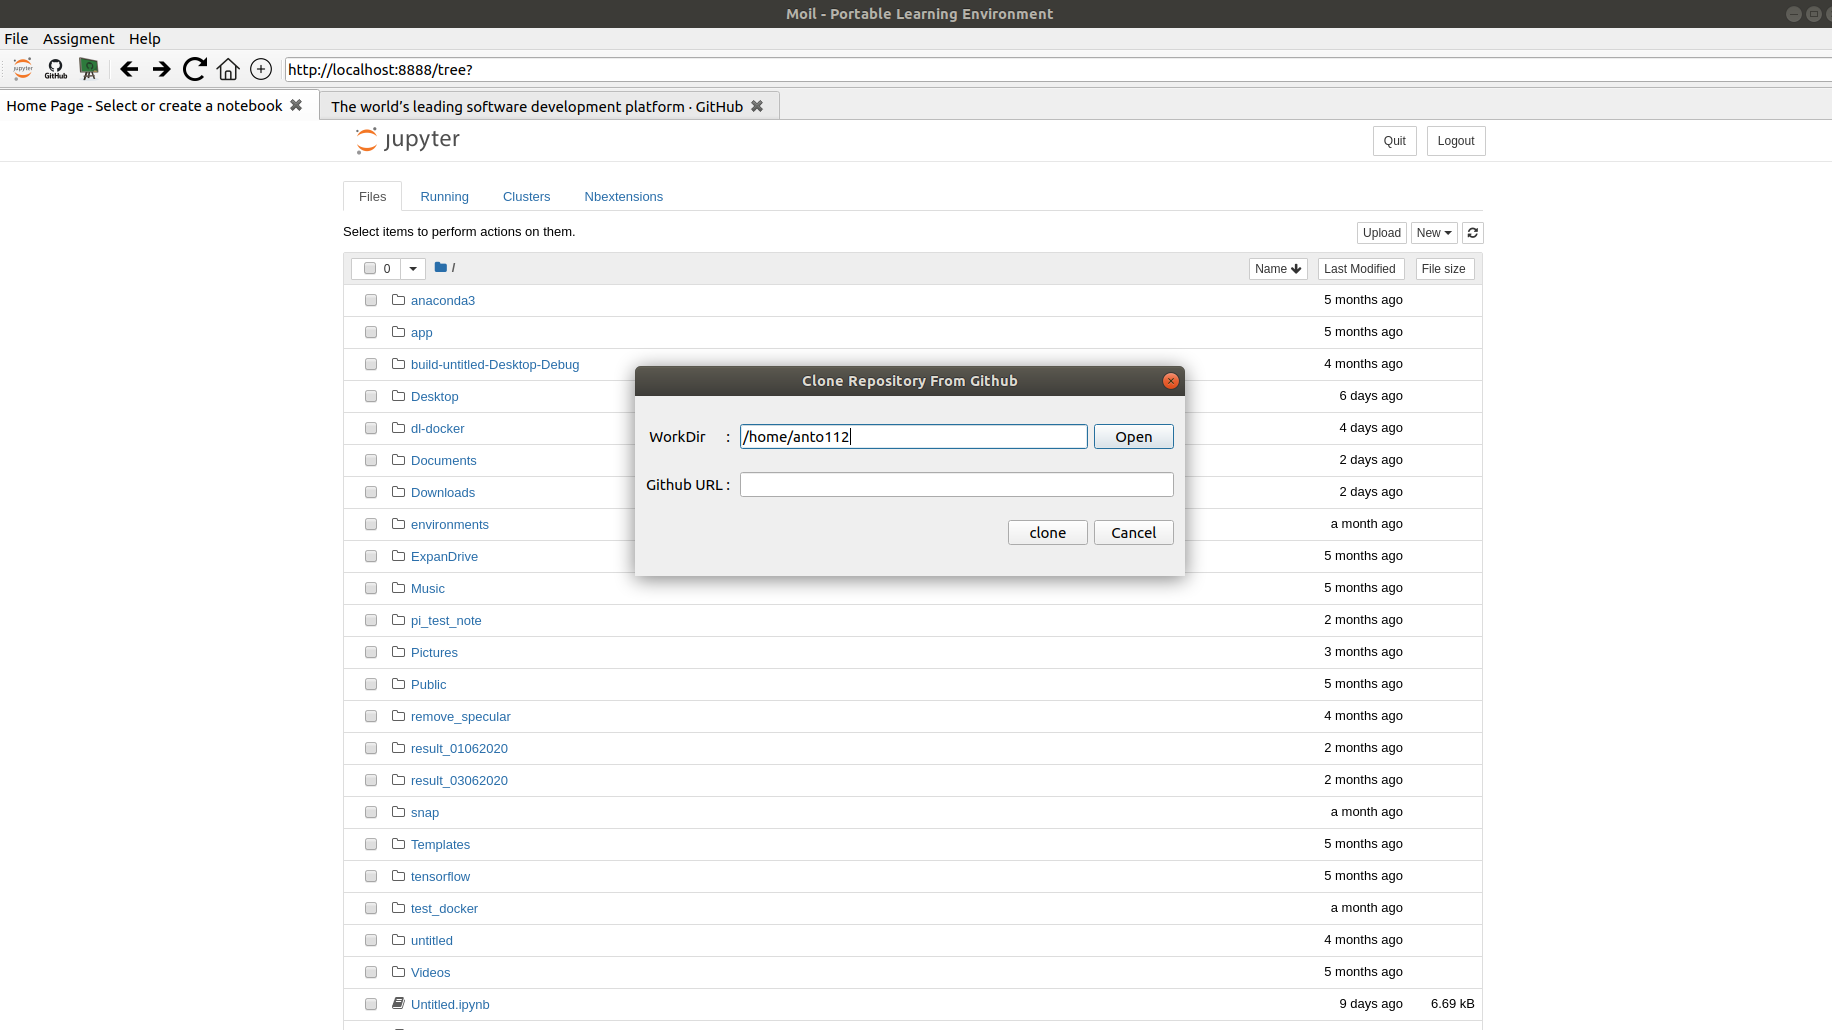 Moil - Portable Learning Environment
File Assigment Help
jupyter GitHub http://localhost:8888/tree?
Home Page - Select or create a notebook The world’s leading software development platform · GitHub
jupyter Quit Logout
Files Running Clusters Nbextensions
Select items to perform actions on them. Upload New
0 / Name Last Modified File size
anaconda3 5 months ago
app 5 months ago
build-untitled-Desktop-Debug 4 months ago
Desktop 6 days ago
dl-docker 4 days ago
Documents 2 days ago
Downloads 2 days ago
environments a month ago
ExpanDrive 5 months ago
Music 5 months ago
pi_test_note 2 months ago
Pictures 3 months ago
Public 5 months ago
remove_specular 4 months ago
result_01062020 2 months ago
result_03062020 2 months ago
snap a month ago
Templates 5 months ago
tensorflow 5 months ago
test_docker a month ago
untitled 4 months ago
Videos 5 months ago
Untitled.ipynb 9 days ago 6.69 kB
Clone Repository From Github
WorkDir : /home/anto112 Open
Github URL :
clone Cancel